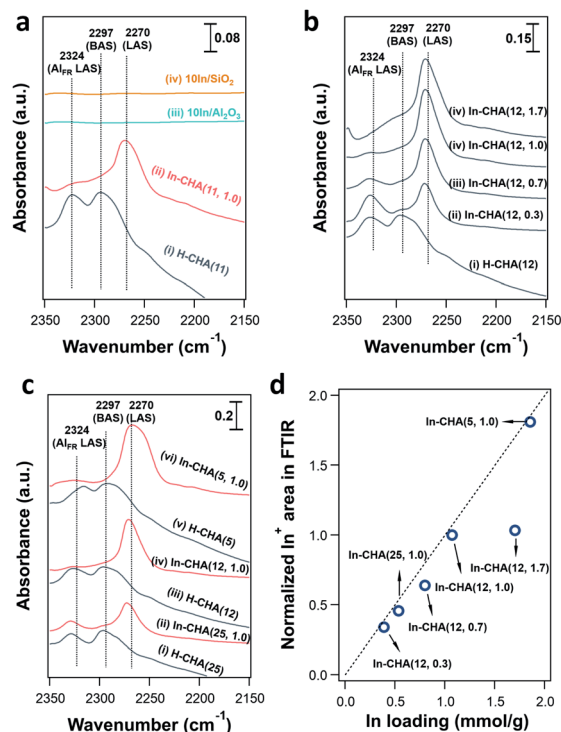 a
2297
(BAS)
2270
(LAS)
0.08
2324
(AlFR LAS)
(iv) 10In/SiO2
(iii) 10In/Al2O3
(ii) In-CHA(11, 1.0)
(i) H-CHA(11)
Absorbance (a.u.)
2350 2300 2250 2200 2150
Wavenumber (cm-1)
b
2297
(BAS)
2270
(LAS)
0.15
2324
(AlFR LAS)
(iv) In-CHA(12, 1.7)
(iv) In-CHA(12, 1.0)
(iii) In-CHA(12, 0.7)
(ii) In-CHA(12, 0.3)
(i) H-CHA(12)
Absorbance (a.u.)
2350 2300 2250 2200 2150
Wavenumber (cm-1)
c
2297 2270
(BAS) (LAS)
0.2
2324
(AlFR LAS)
(vi) In-CHA(5, 1.0)
(v) H-CHA(5)
(iv) In-CHA(12, 1.0)
(iii) H-CHA(12)
(ii) In-CHA(25, 1.0)
(i) H-CHA(25)
Absorbance (a.u.)
2350 2300 2250 2200 2150
Wavenumber (cm-1)
d
Normalized In+ area in FTIR
2.0
1.5
1.0
0.5
0.0
In-CHA(5, 1.0)
In-CHA(25, 1.0)
In-CHA(12, 1.7)
In-CHA(12, 1.0)
In-CHA(12, 0.7)
In-CHA(12, 0.3)
0.0 0.5 1.0 1.5 2.0
In loading (mmol/g)